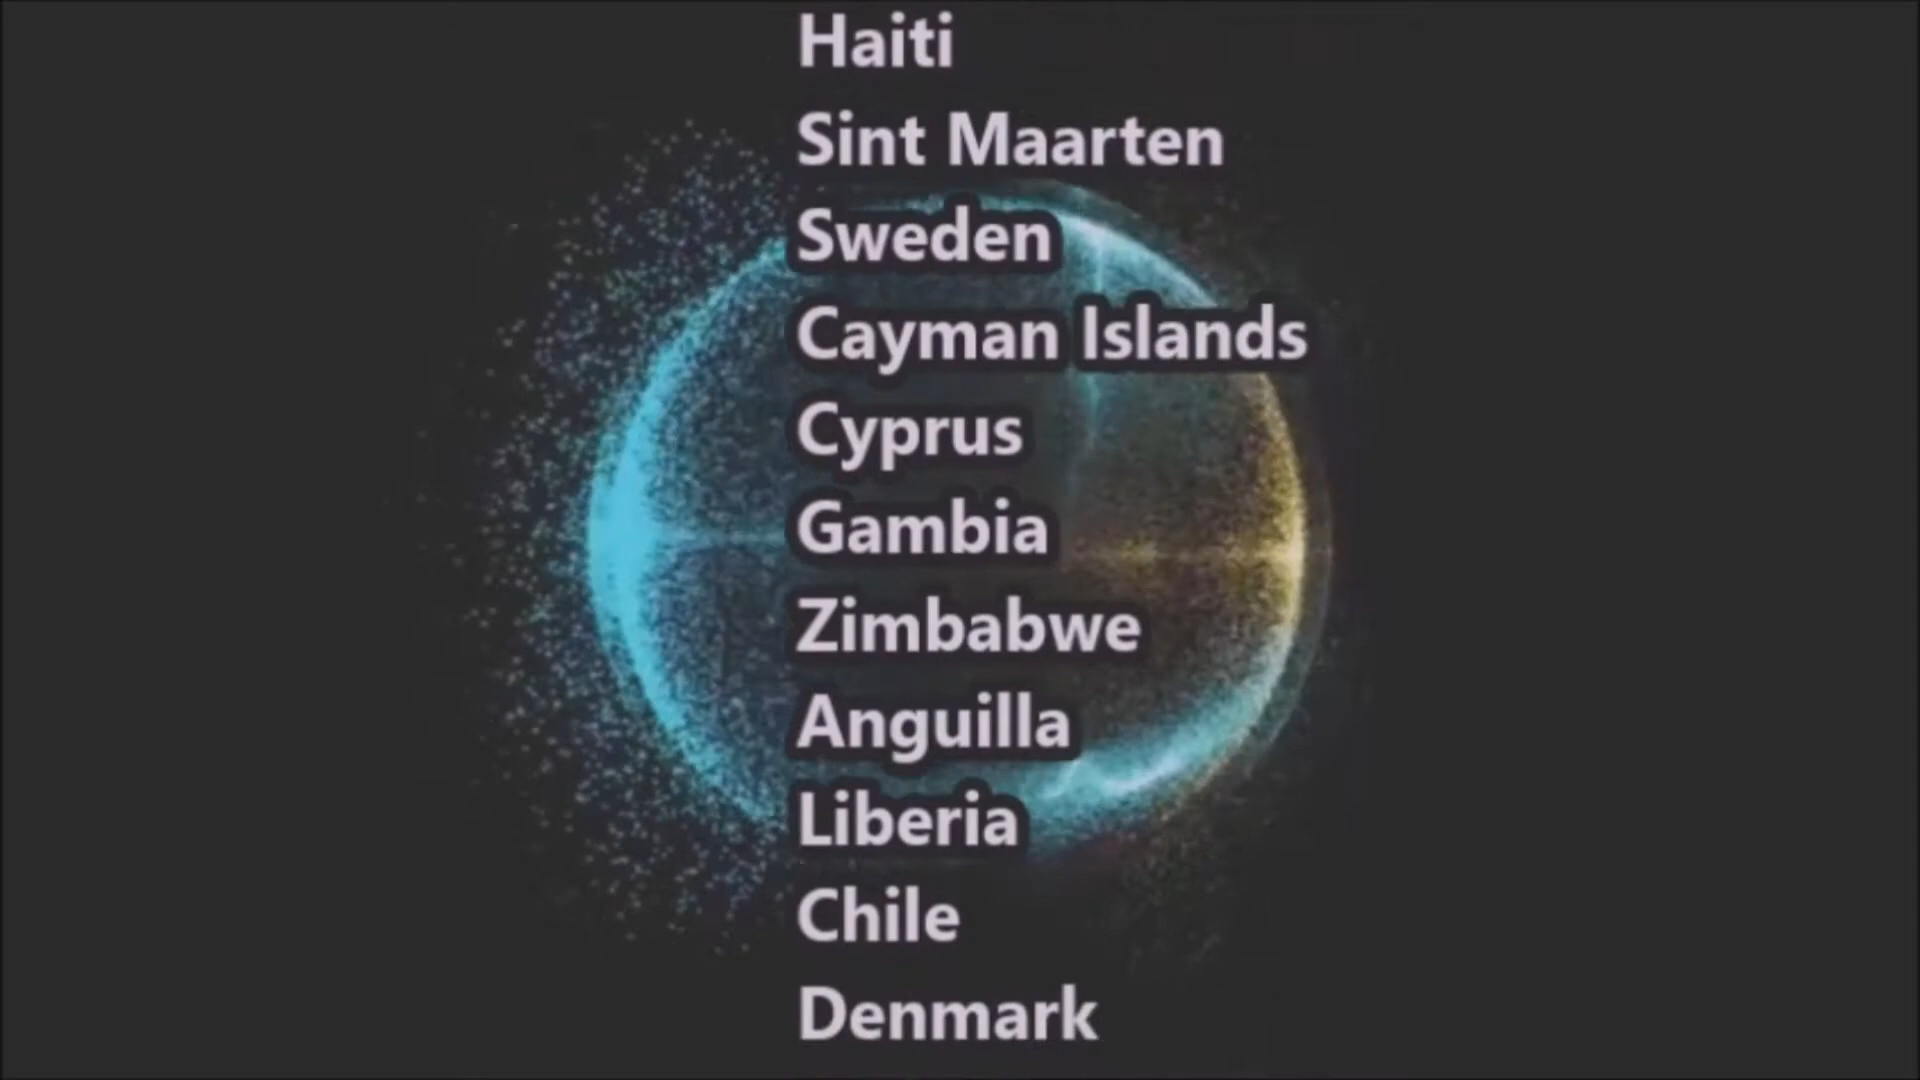 Haiti
Sint Maarten
Sweden
Cayman Islands
Cyprus
Gambia
Zimbabwe
Anguilla
Liberia
Chile
Denmark